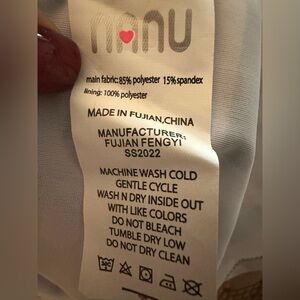 nanu
main fabric:85% polyester 15%spandex
lining: 100% polyester
MADE IN FUJIAN,CHINA
MANUFACTURER:
FUJIAN FENGYI
SS2022
MACHINE WASH COLD
GENTLE CYCLE
WASH N DRY INSIDE OUT
WITH LIKE COLORS
DO NOT BLEACH
TUMBLE DRY LOW
DO NOT DRY CLEAN